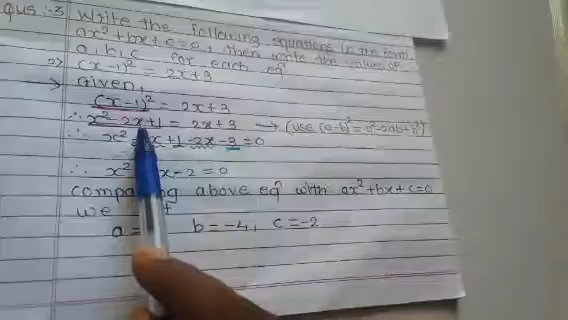 Que:-3 Write the following equations in the form
ax²+bx+c=0, then write the values of
a, b, c for each eqⁿ
(x-1)² = 2x+3
→ Given,
(x-1)² = 2x+3
∴ x²-2x+1 = 2x+3 → (use (a-b)²=a²-2ab+b²)
∴ x² x+1-2x-3=0
∴ x² x-2=0
comparing above eqⁿ with ax²+bx+c=0
we
a= b=-4, c=-2